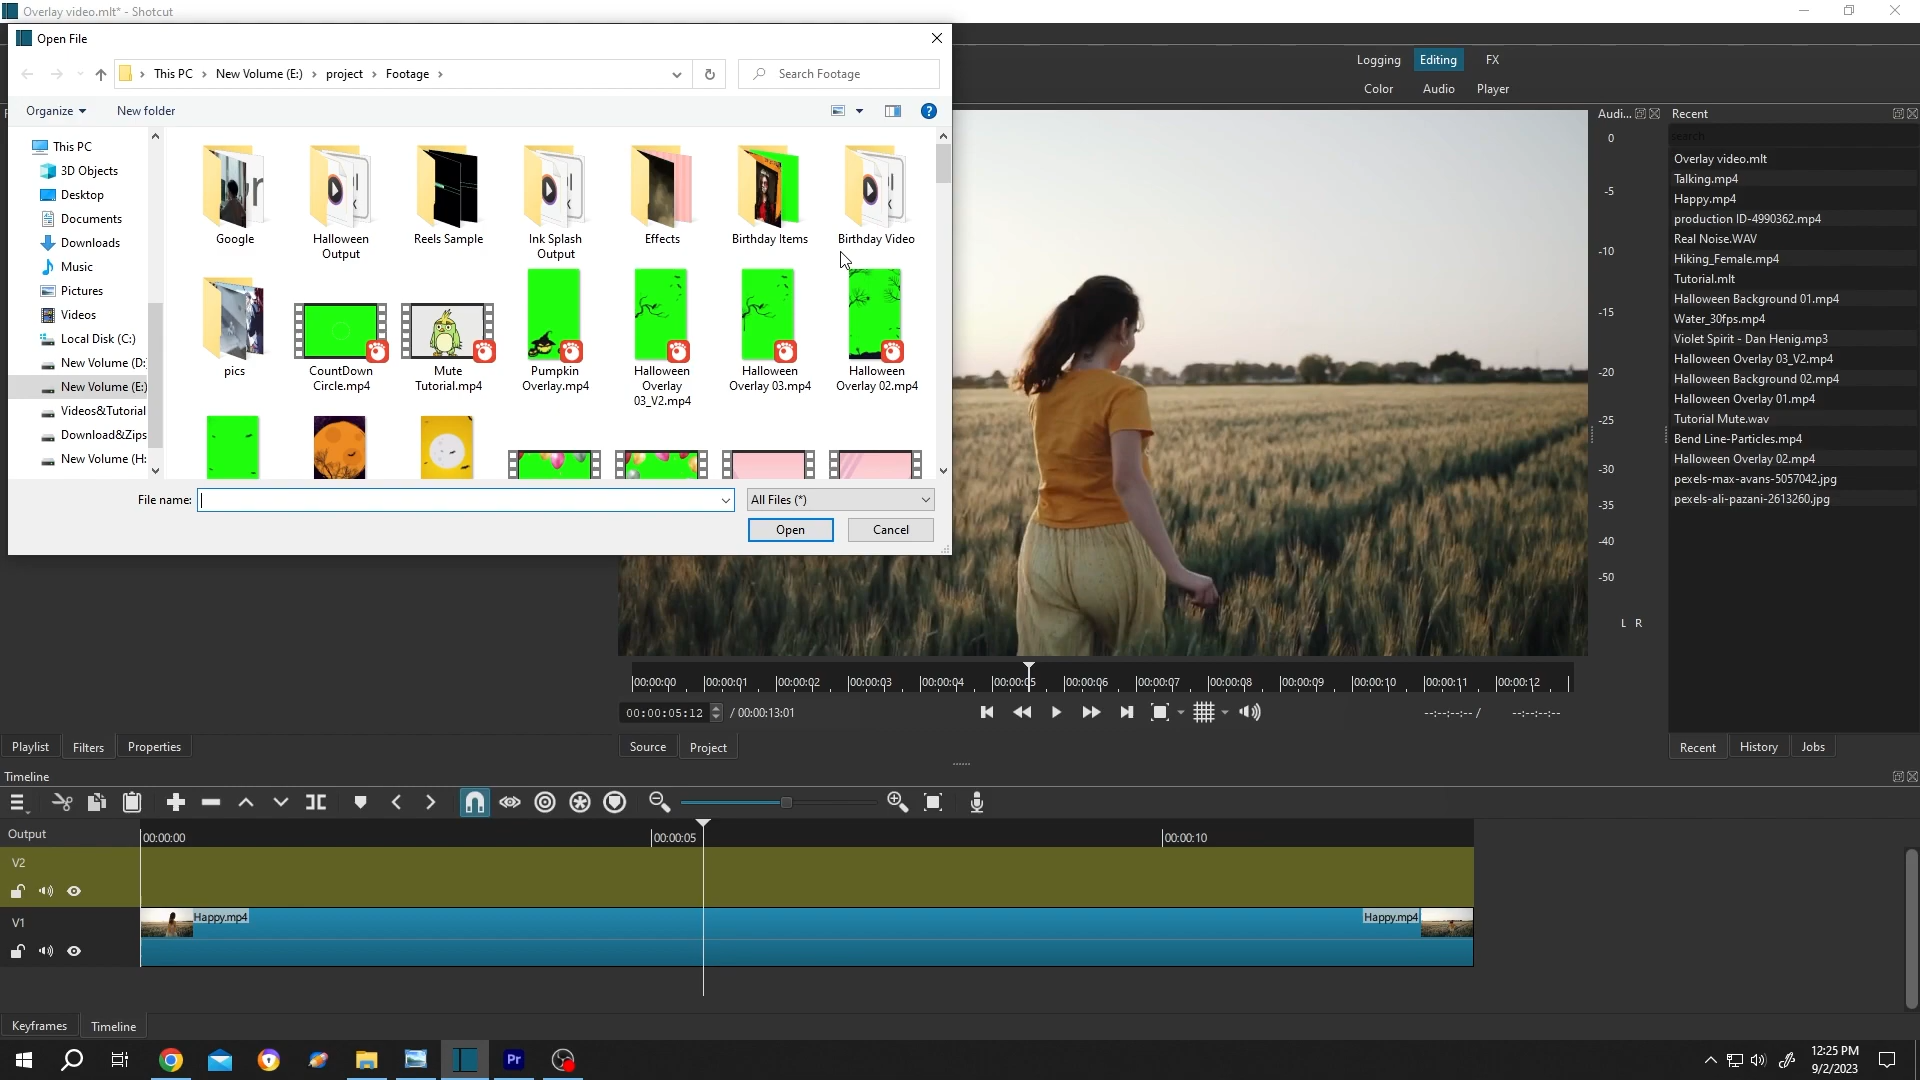 Overlay video.mlt* - Shotcut
Open File
This PC
New Volume (E:)
project
Footage
Search Footage
Organize
New folder
This PC
3D Objects
Desktop
Documents
Downloads
Music
Pictures
Videos
Local Disk (C:)
New Volume (D:
New Volume (E:)
Videos&Tutorial
Download&Zips
New Volume (H:
Google
Halloween
Output
Reels Sample
Ink Splash
Output
Effects
Birthday Items
Birthday Video
pics
CountDown
Circle.mp4
Mute
Tutorial.mp4
Pumpkin
Overlay.mp4
Halloween
Overlay
03_V2.mp4
Halloween
Overlay 03.mp4
Halloween
Overlay 02.mp4
File name:
All Files (*)
Open
Cancel
Logging
Editing
FX
Color
Audio
Player
Audi...
0
-5
-10
-15
-20
-25
-30
-35
-40
-50
L R
Recent
search
Overlay video.mlt
Talking.mp4
Happy.mp4
production ID-4990362.mp4
Real Noise.WAV
Hiking_Female.mp4
Tutorial.mlt
Halloween Background 01.mp4
Water_30fps.mp4
Violet Spirit - Dan Henig.mp3
Halloween Overlay 03_V2.mp4
Halloween Background 02.mp4
Halloween Overlay 01.mp4
Tutorial Mute.wav
Bend Line-Particles.mp4
Halloween Overlay 02.mp4
pexels-max-avans-5057042.jpg
pexels-ali-pazani-2613260.jpg
00:00:00 00:00:01 00:00:02 00:00:03 00:00:04 00:00:05 00:00:06 00:00:07 00:00:08 00:00:09 00:00:10 00:00:11 00:00:12
00:00:05:12 / 00:00:13:01
--:--:--:-- / --:--:--:--
Playlist
Filters
Properties
Source
Project
Recent
History
Jobs
Timeline
Output
00:00:00
00:00:05
00:00:10
V2
V1
Happy.mp4
Happy.mp4
Keyframes
Timeline
Pr
12:25 PM
9/2/2023